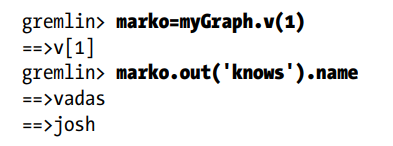 gremlin> marko=myGraph.v(1)
==>v[1]
gremlin> marko.out('knows').name
==>vadas
==>josh